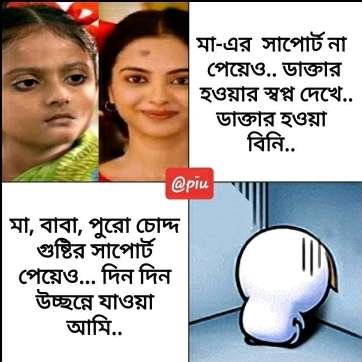 মা-এর সাপোর্ট না
পেয়েও.. ডাক্তার
হওয়ার স্বপ্ন দেখে..
ডাক্তার হওয়া
বিনি..
@piu
মা, বাবা, পুরো চোদ্দ
গুষ্টির সাপোর্ট
পেয়েও... দিন দিন
উচ্ছন্নে যাওয়া
আমি..